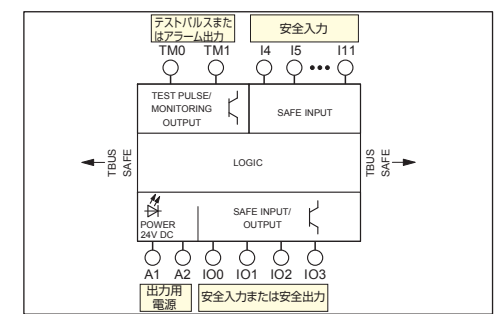 テストパルスまた
はアラーム出力
安全入力
TM0 TM1 I4 I5 I11
TEST PULSE/
MONITORING
OUTPUT
SAFE INPUT
TBUS
SAFE
LOGIC
TBUS
SAFE
POWER
24V DC
SAFE INPUT/
OUTPUT
A1 A2 IO0 IO1 IO2 IO3
出力用
電源
安全入力または安全出力